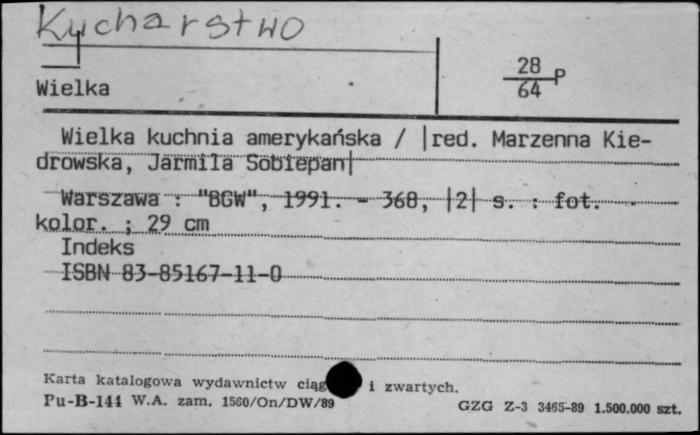 Kucharstwo
28
64 P
Wielka
Wielka kuchnia amerykańska / |red. Marzenna Kie-
drowska, Jarmila Sobiepan|
Warszawa : "BGW", 1991. - 368, |2| s. : fot.
kolor. ; 29 cm
Indeks
ISBN 83-85167-11-0
Karta katalogowa wydawnictw i zwartych.
Pu-B-144 W.A. zam. 1560/On/DW/89
GZG Z-3 3465-89 1.500.000 szt.